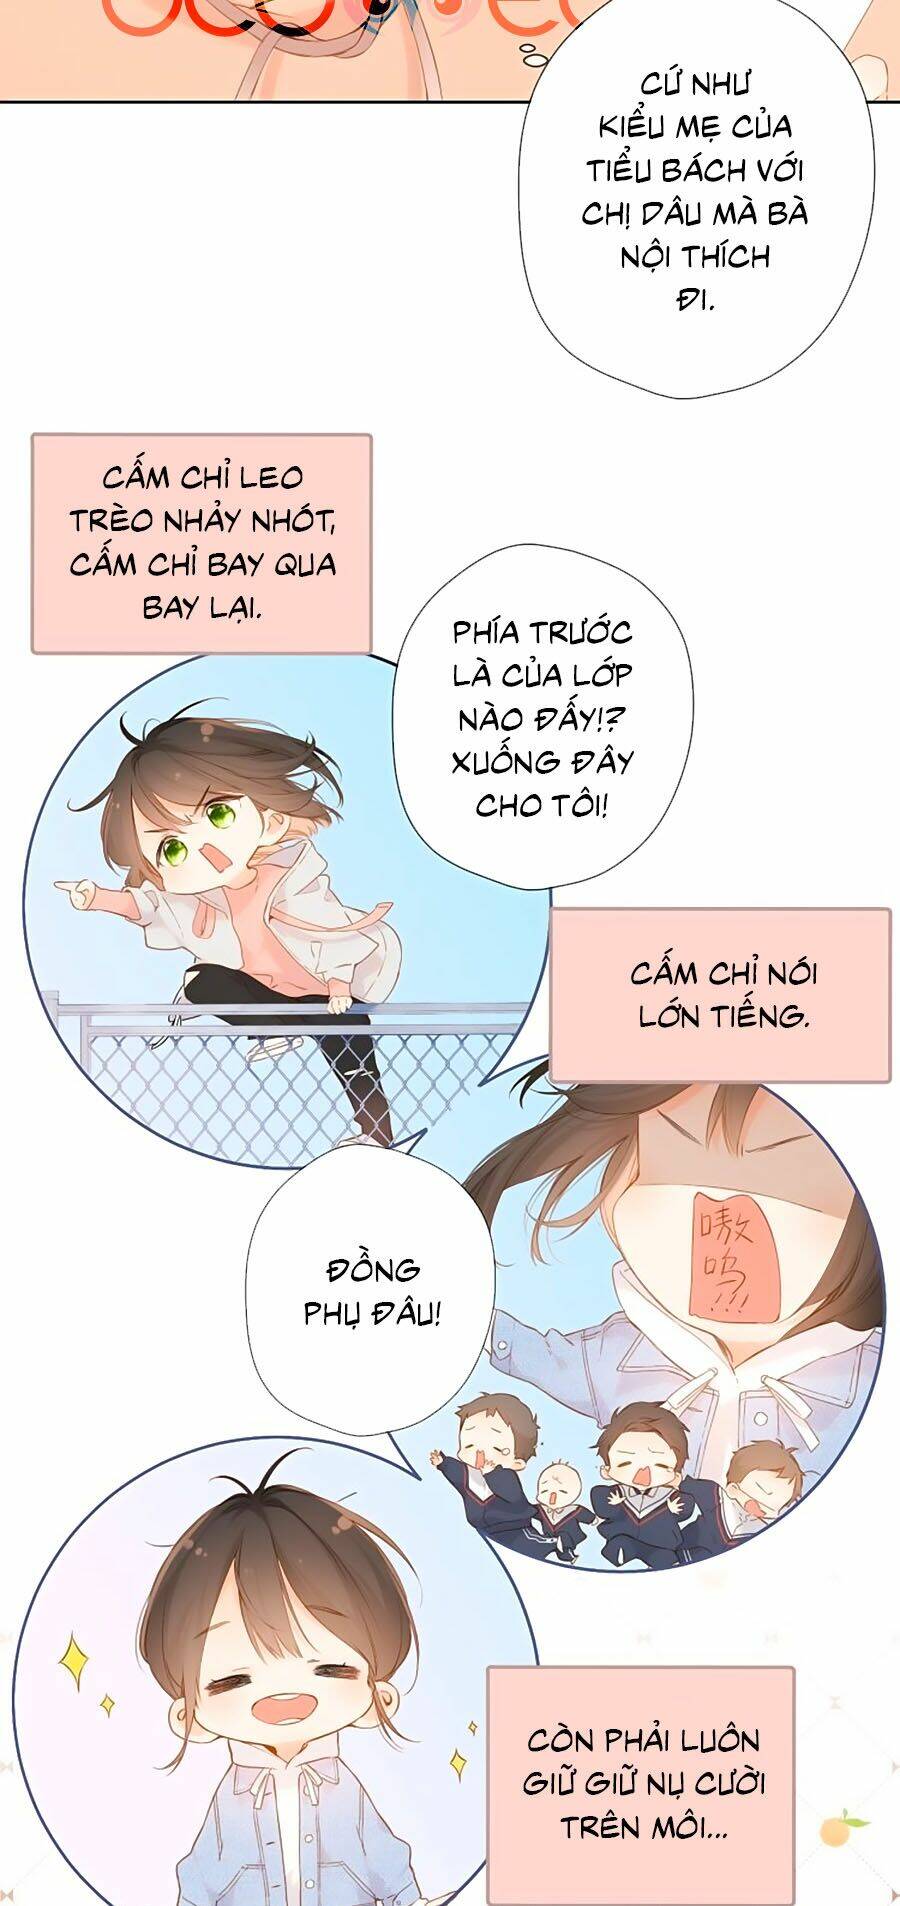 CỨ NHƯ
KIỂU MẸ CỦA
TIỂU BÁCH VỚI
CHỊ DÂU MÀ BÀ
NỘI THÍCH
ĐI.
CẤM CHỈ LEO
TRÈO NHẢY NHÓT,
CẤM CHỈ BAY QUA
BAY LẠI.
PHÍA TRƯỚC
LÀ CỦA LỚP
NÀO ĐẤY!?
XUỐNG ĐÂY
CHO TÔI!
CẤM CHỈ NÓI
LỚN TIẾNG.
嗷
呜!!!
ĐỒNG
PHỤ ĐÂU!
CÒN PHẢI LUÔN
GIỮ GIỮ NỤ CƯỜI
TRÊN MÔI...